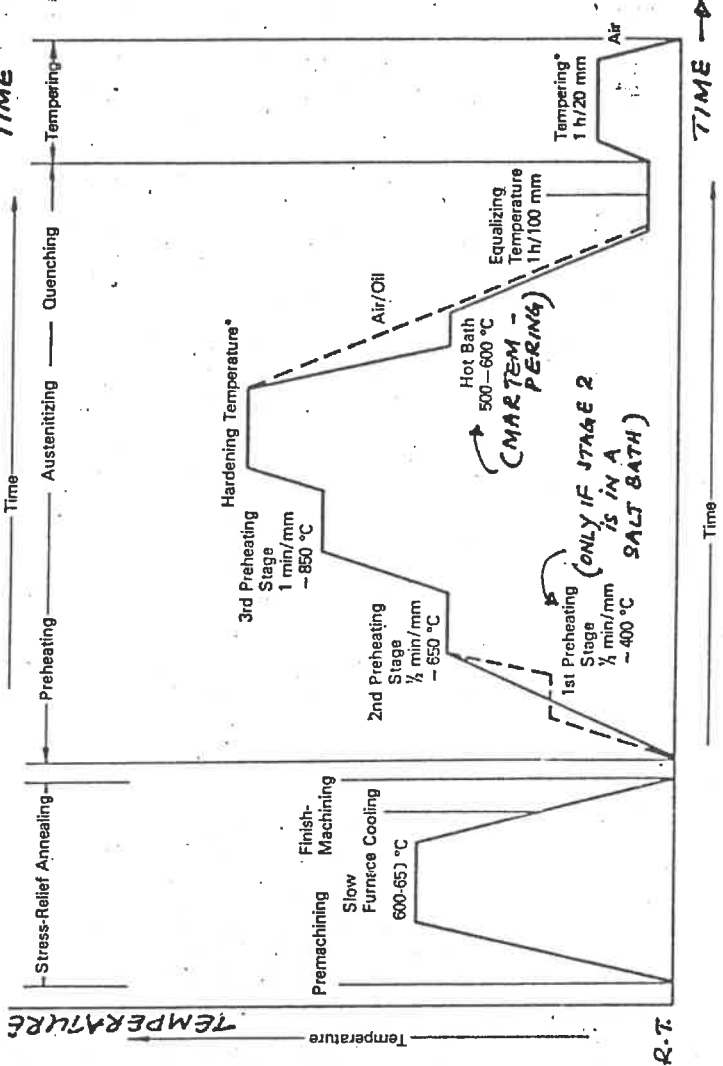 TIME
Time
Stress-Relief Annealing
Preheating
Austenitizing
Quenching
Tempering
TEMPERATURE
Temperature
Premachining
Finish-
Machining
Slow
Furnace Cooling
600-650 °C
3rd Preheating
Stage
1 min/mm
~ 850 °C
Hardening Temperature*
2nd Preheating
Stage
½ min/mm
~ 650 °C
1st Preheating
Stage
½ min/mm
~ 400 °C
(ONLY IF STAGE 2
IS IN A
SALT BATH)
Air/Oil
Hot Bath
500–600 °C
(MARTEM-
PERING)
Equalizing
Temperature
1 h/100 mm
Tempering*
1 h/20 mm
Air
R.T.
Time
TIME